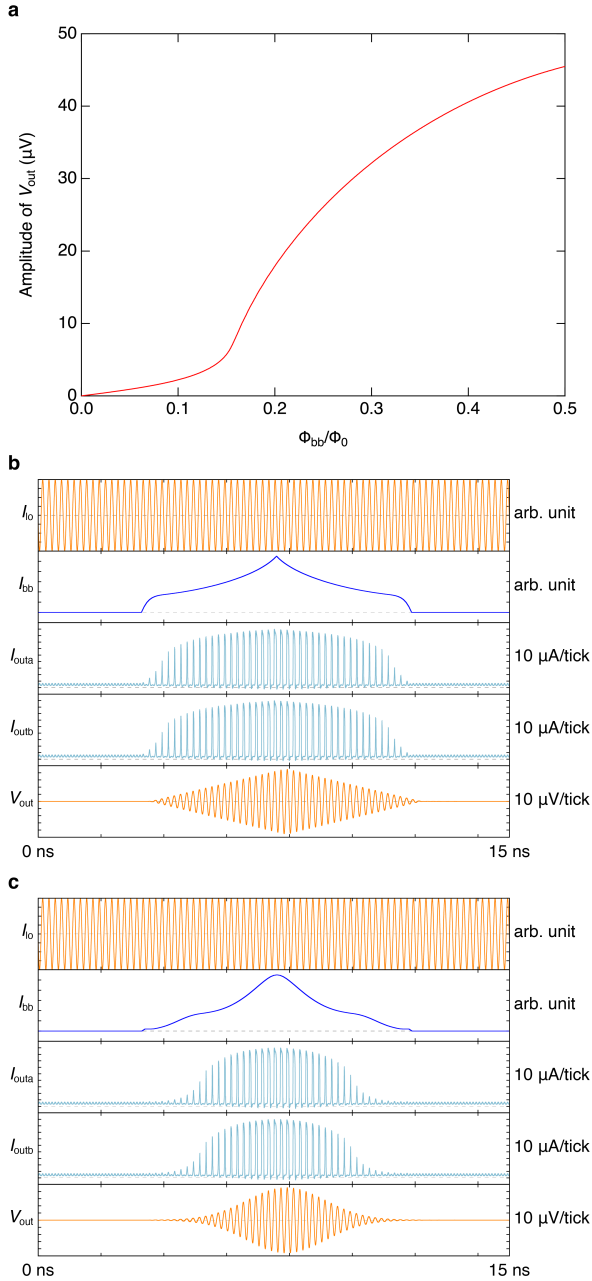 a
50
40
30
20
10
0
Amplitude of Vout (µV)
0.0 0.1 0.2 0.3 0.4 0.5
Φbb/Φ0
b
Ilo arb. unit
Ibb arb. unit
Iouta 10 µA/tick
Ioutb 10 µA/tick
Vout 10 µV/tick
0 ns 15 ns
c
Ilo arb. unit
Ibb arb. unit
Iouta 10 µA/tick
Ioutb 10 µA/tick
Vout 10 µV/tick
0 ns 15 ns